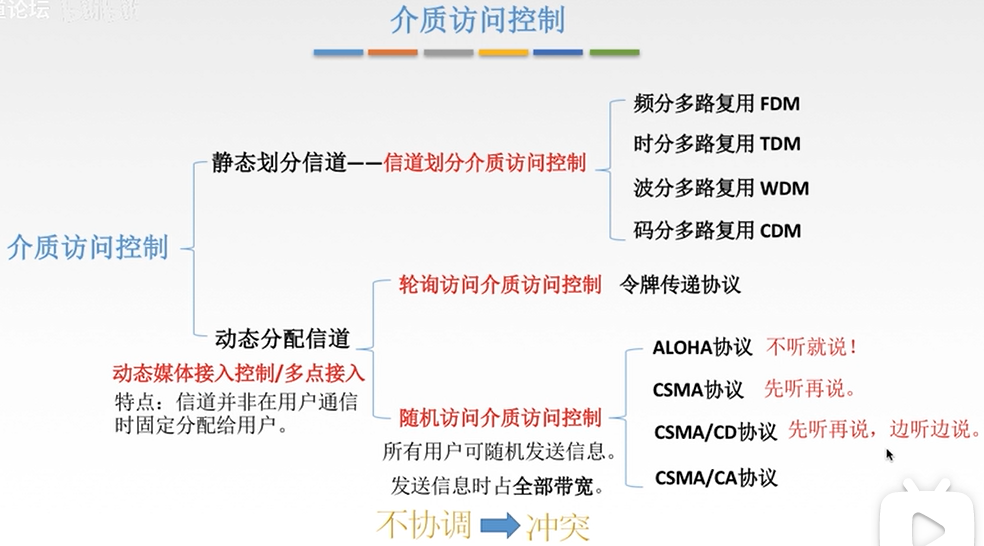 道论坛
介质访问控制
频分多路复用 FDM
时分多路复用 TDM
静态划分信道——信道划分介质访问控制
波分多路复用 WDM
码分多路复用 CDM
介质访问控制
轮询访问介质访问控制 令牌传递协议
动态分配信道
动态媒体接入控制/多点接入
特点：信道并非在用户通信
时固定分配给用户。
ALOHA协议 不听就说！
CSMA协议 先听再说。
随机访问介质访问控制
CSMA/CD协议 先听再说，边听边说。
所有用户可随机发送信息。
CSMA/CA协议
发送信息时占全部带宽。
不协调 冲突